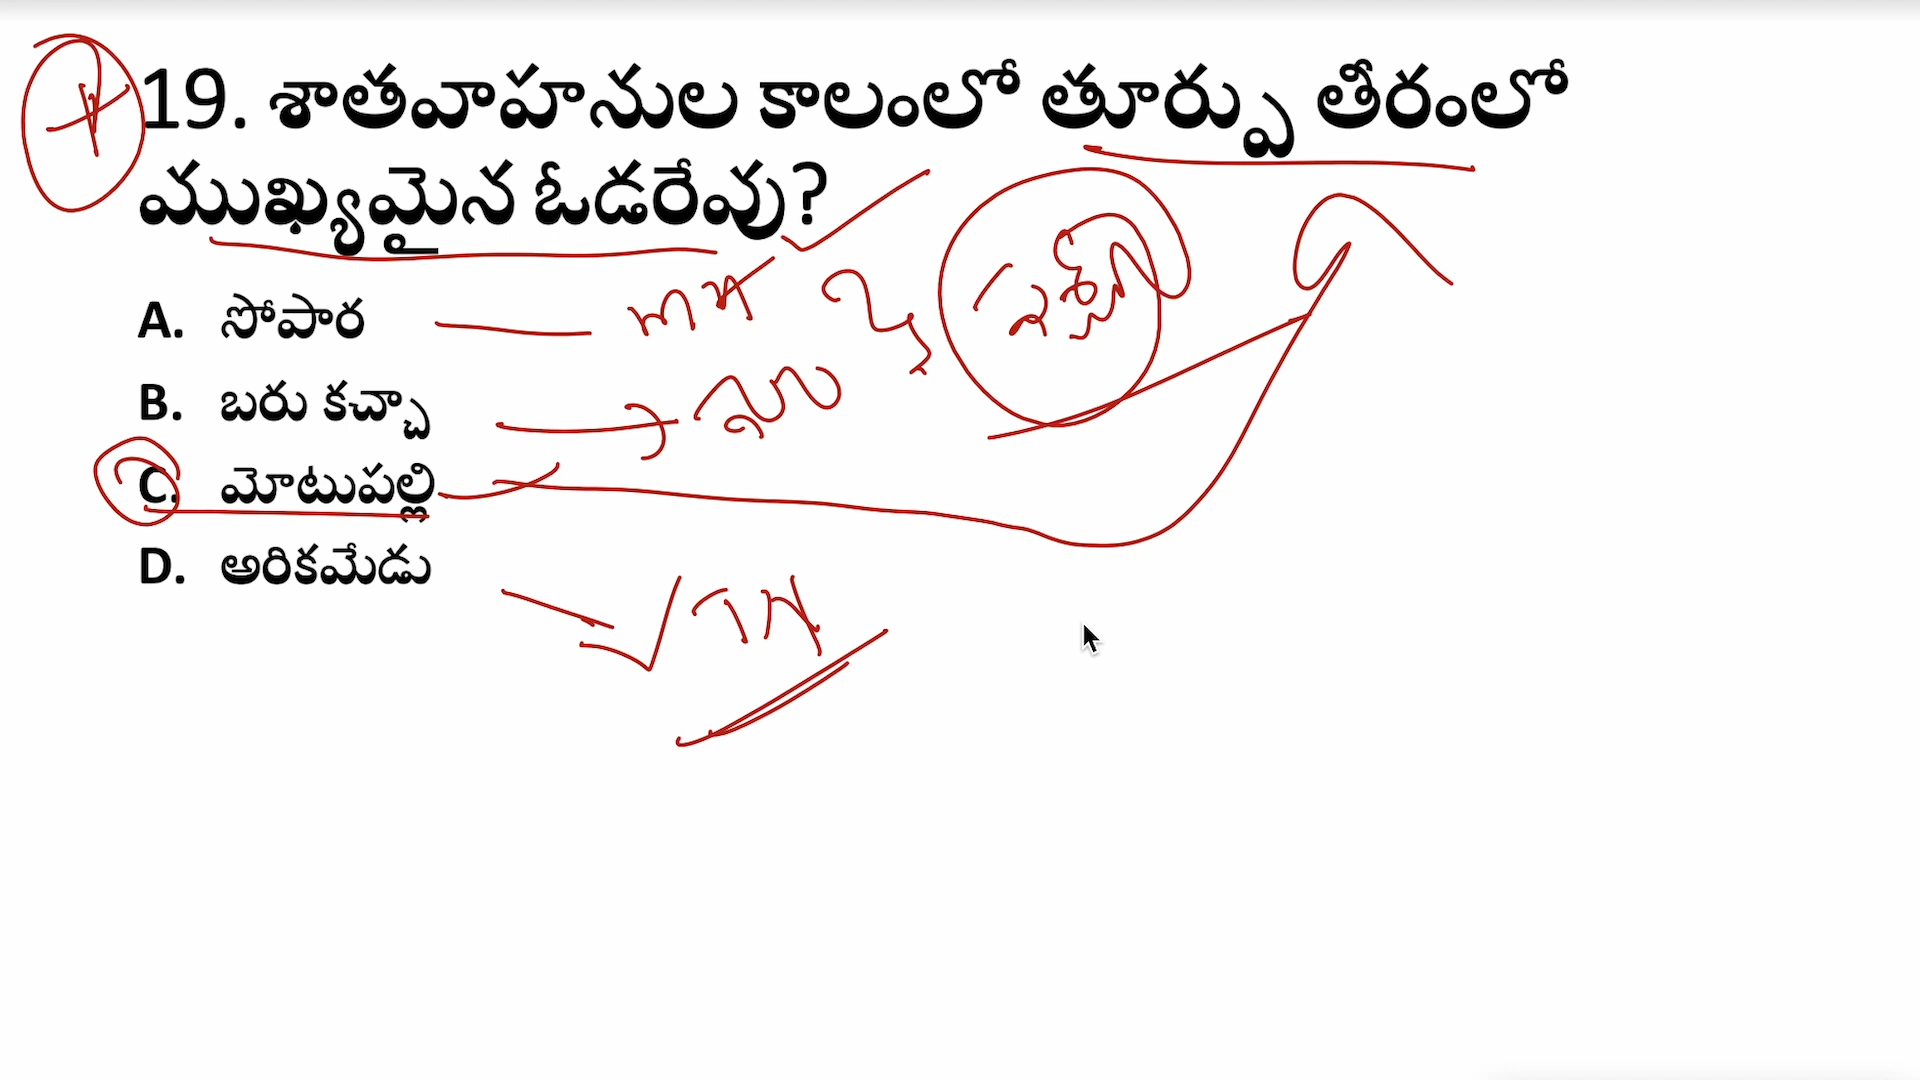 19. శాతవాహనుల కాలంలో తూర్పు తీరంలో
ముఖ్యమైన ఓడరేవు?
A. సోపార
B. బరు కచ్ఛా
C. మోటుపల్లి
D. అరికమేడు